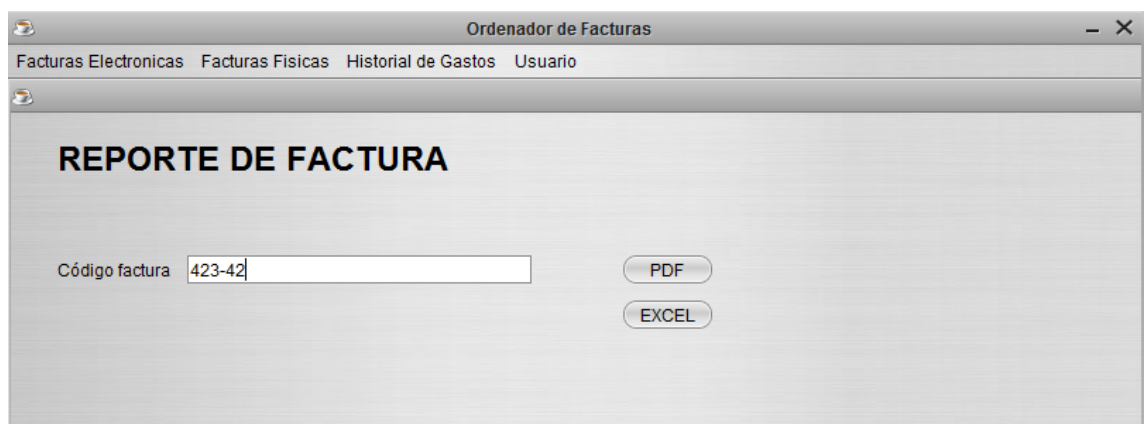 Ordenador de Facturas
Facturas Electronicas Facturas Fisicas Historial de Gastos Usuario
REPORTE DE FACTURA
Código factura 423-42 PDF
EXCEL